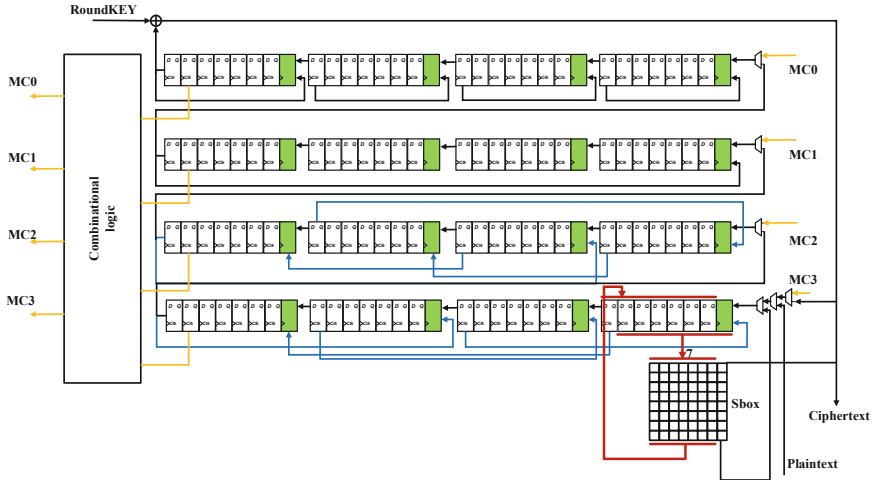 RoundKEY
MC0
MC1
MC2
MC3
Combinational
logic
MC0
MC1
MC2
MC3
7
Sbox
Ciphertext
Plaintext